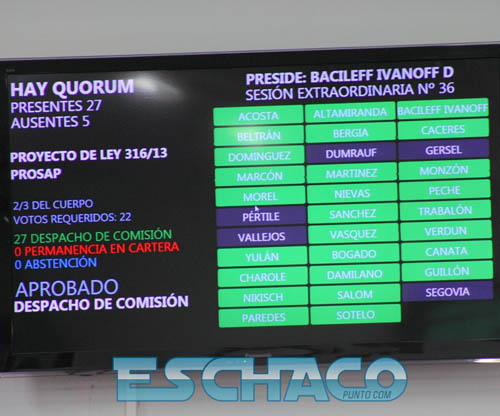 HAY QUORUM
PRESENTES 27
AUSENTES 5
PROYECTO DE LEY 316/13
PROSAP
2/3 DEL CUERPO
VOTOS REQUERIDOS: 22
27 DESPACHO DE COMISIÓN
0 PERMANENCIA EN CARTERA
0 ABSTENCIÓN
APROBADO
DESPACHO DE COMISIÓN
PRESIDE: BACILEFF IVANOFF D
SESIÓN EXTRAORDINARIA Nº 36
ACOSTA ALTAMIRANDA BACILEFF IVANOFF
BELTRÁN BERGIA CACERES
DOMINGUEZ DUMRAUF GERSEL
MARCÓN MARTINEZ MONZÓN
MOREL NIEVAS PECHE
PÉRTILE SANCHEZ TRABALÓN
VALLEJOS VASQUEZ VERDUN
YULÁN BOGADO CANATA
CHAROLE DAMILANO GUILLÓN
NIKISCH SALOM SEGOVIA
PAREDES SOTELO
ESCHACO
PUNTO.COM